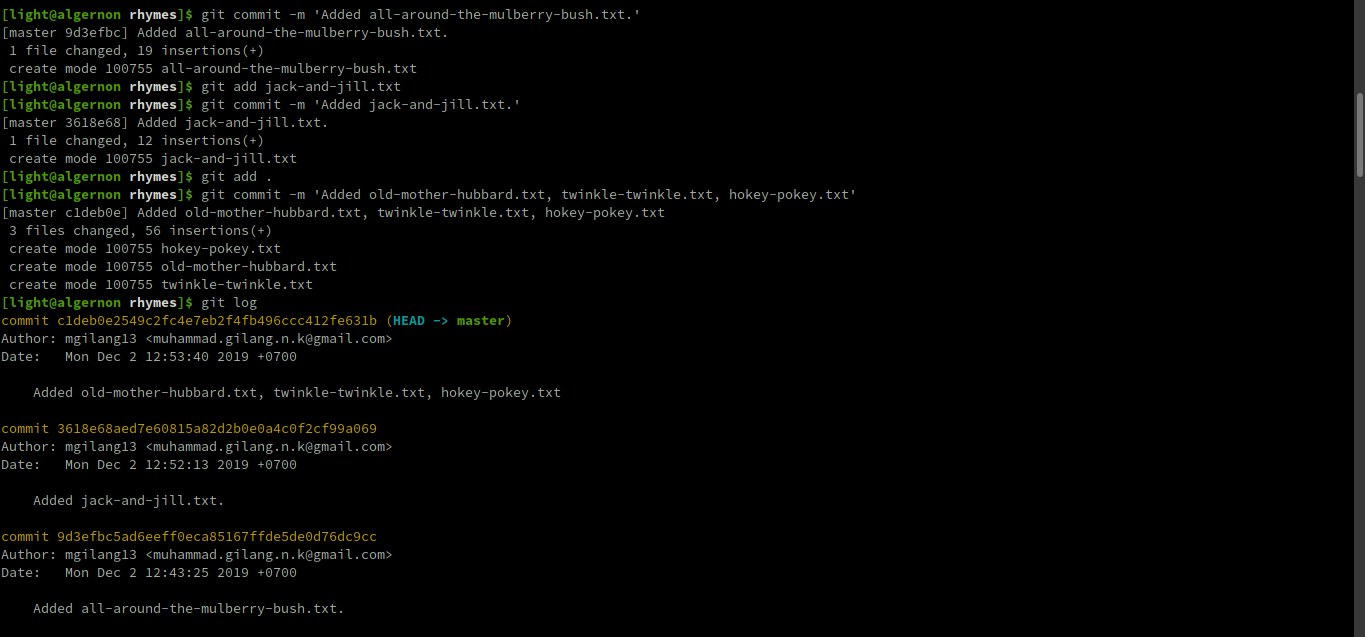 [light@algernon rhymes]$ git commit -m 'Added all-around-the-mulberry-bush.txt.'
[master 9d3efbc] Added all-around-the-mulberry-bush.txt.
 1 file changed, 19 insertions(+)
 create mode 100755 all-around-the-mulberry-bush.txt
[light@algernon rhymes]$ git add jack-and-jill.txt
[light@algernon rhymes]$ git commit -m 'Added jack-and-jill.txt.'
[master 3618e68] Added jack-and-jill.txt.
 1 file changed, 12 insertions(+)
 create mode 100755 jack-and-jill.txt
[light@algernon rhymes]$ git add .
[light@algernon rhymes]$ git commit -m 'Added old-mother-hubbard.txt, twinkle-twinkle.txt, hokey-pokey.txt'
[master c1deb0e] Added old-mother-hubbard.txt, twinkle-twinkle.txt, hokey-pokey.txt
 3 files changed, 56 insertions(+)
 create mode 100755 hokey-pokey.txt
 create mode 100755 old-mother-hubbard.txt
 create mode 100755 twinkle-twinkle.txt
[light@algernon rhymes]$ git log
commit c1deb0e2549c2fc4e7eb2f4fb496ccc412fe631b (HEAD -> master)
Author: mgilang13 <muhammad.gilang.n.k@gmail.com>
Date:   Mon Dec 2 12:53:40 2019 +0700

    Added old-mother-hubbard.txt, twinkle-twinkle.txt, hokey-pokey.txt

commit 3618e68aed7e60815a82d2b0e0a4c0f2cf99a069
Author: mgilang13 <muhammad.gilang.n.k@gmail.com>
Date:   Mon Dec 2 12:52:13 2019 +0700

    Added jack-and-jill.txt.

commit 9d3efbc5ad6eeff0eca85167ffde5de0d76dc9cc
Author: mgilang13 <muhammad.gilang.n.k@gmail.com>
Date:   Mon Dec 2 12:43:25 2019 +0700

    Added all-around-the-mulberry-bush.txt.